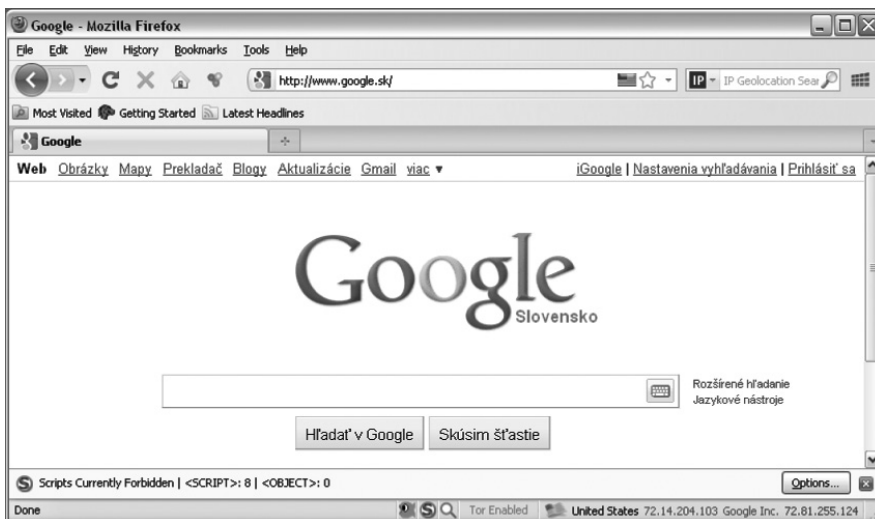 Google - Mozilla Firefox
File Edit View History Bookmarks Tools Help
http://www.google.sk/ IP IP Geolocation Sear
Most Visited Getting Started Latest Headlines
Google
Web Obrázky Mapy Prekladač Blogy Aktualizácie Gmail viac ▼ iGoogle | Nastavenia vyhľadávania | Prihlásiť sa
Google
Slovensko
Rozšírené hľadanie
Jazykové nástroje
Hľadať v Google Skúsim šťastie
Scripts Currently Forbidden | <SCRIPT>: 8 | <OBJECT>: 0 Options...
Done Tor Enabled United States 72.14.204.103 Google Inc. 72.81.255.124